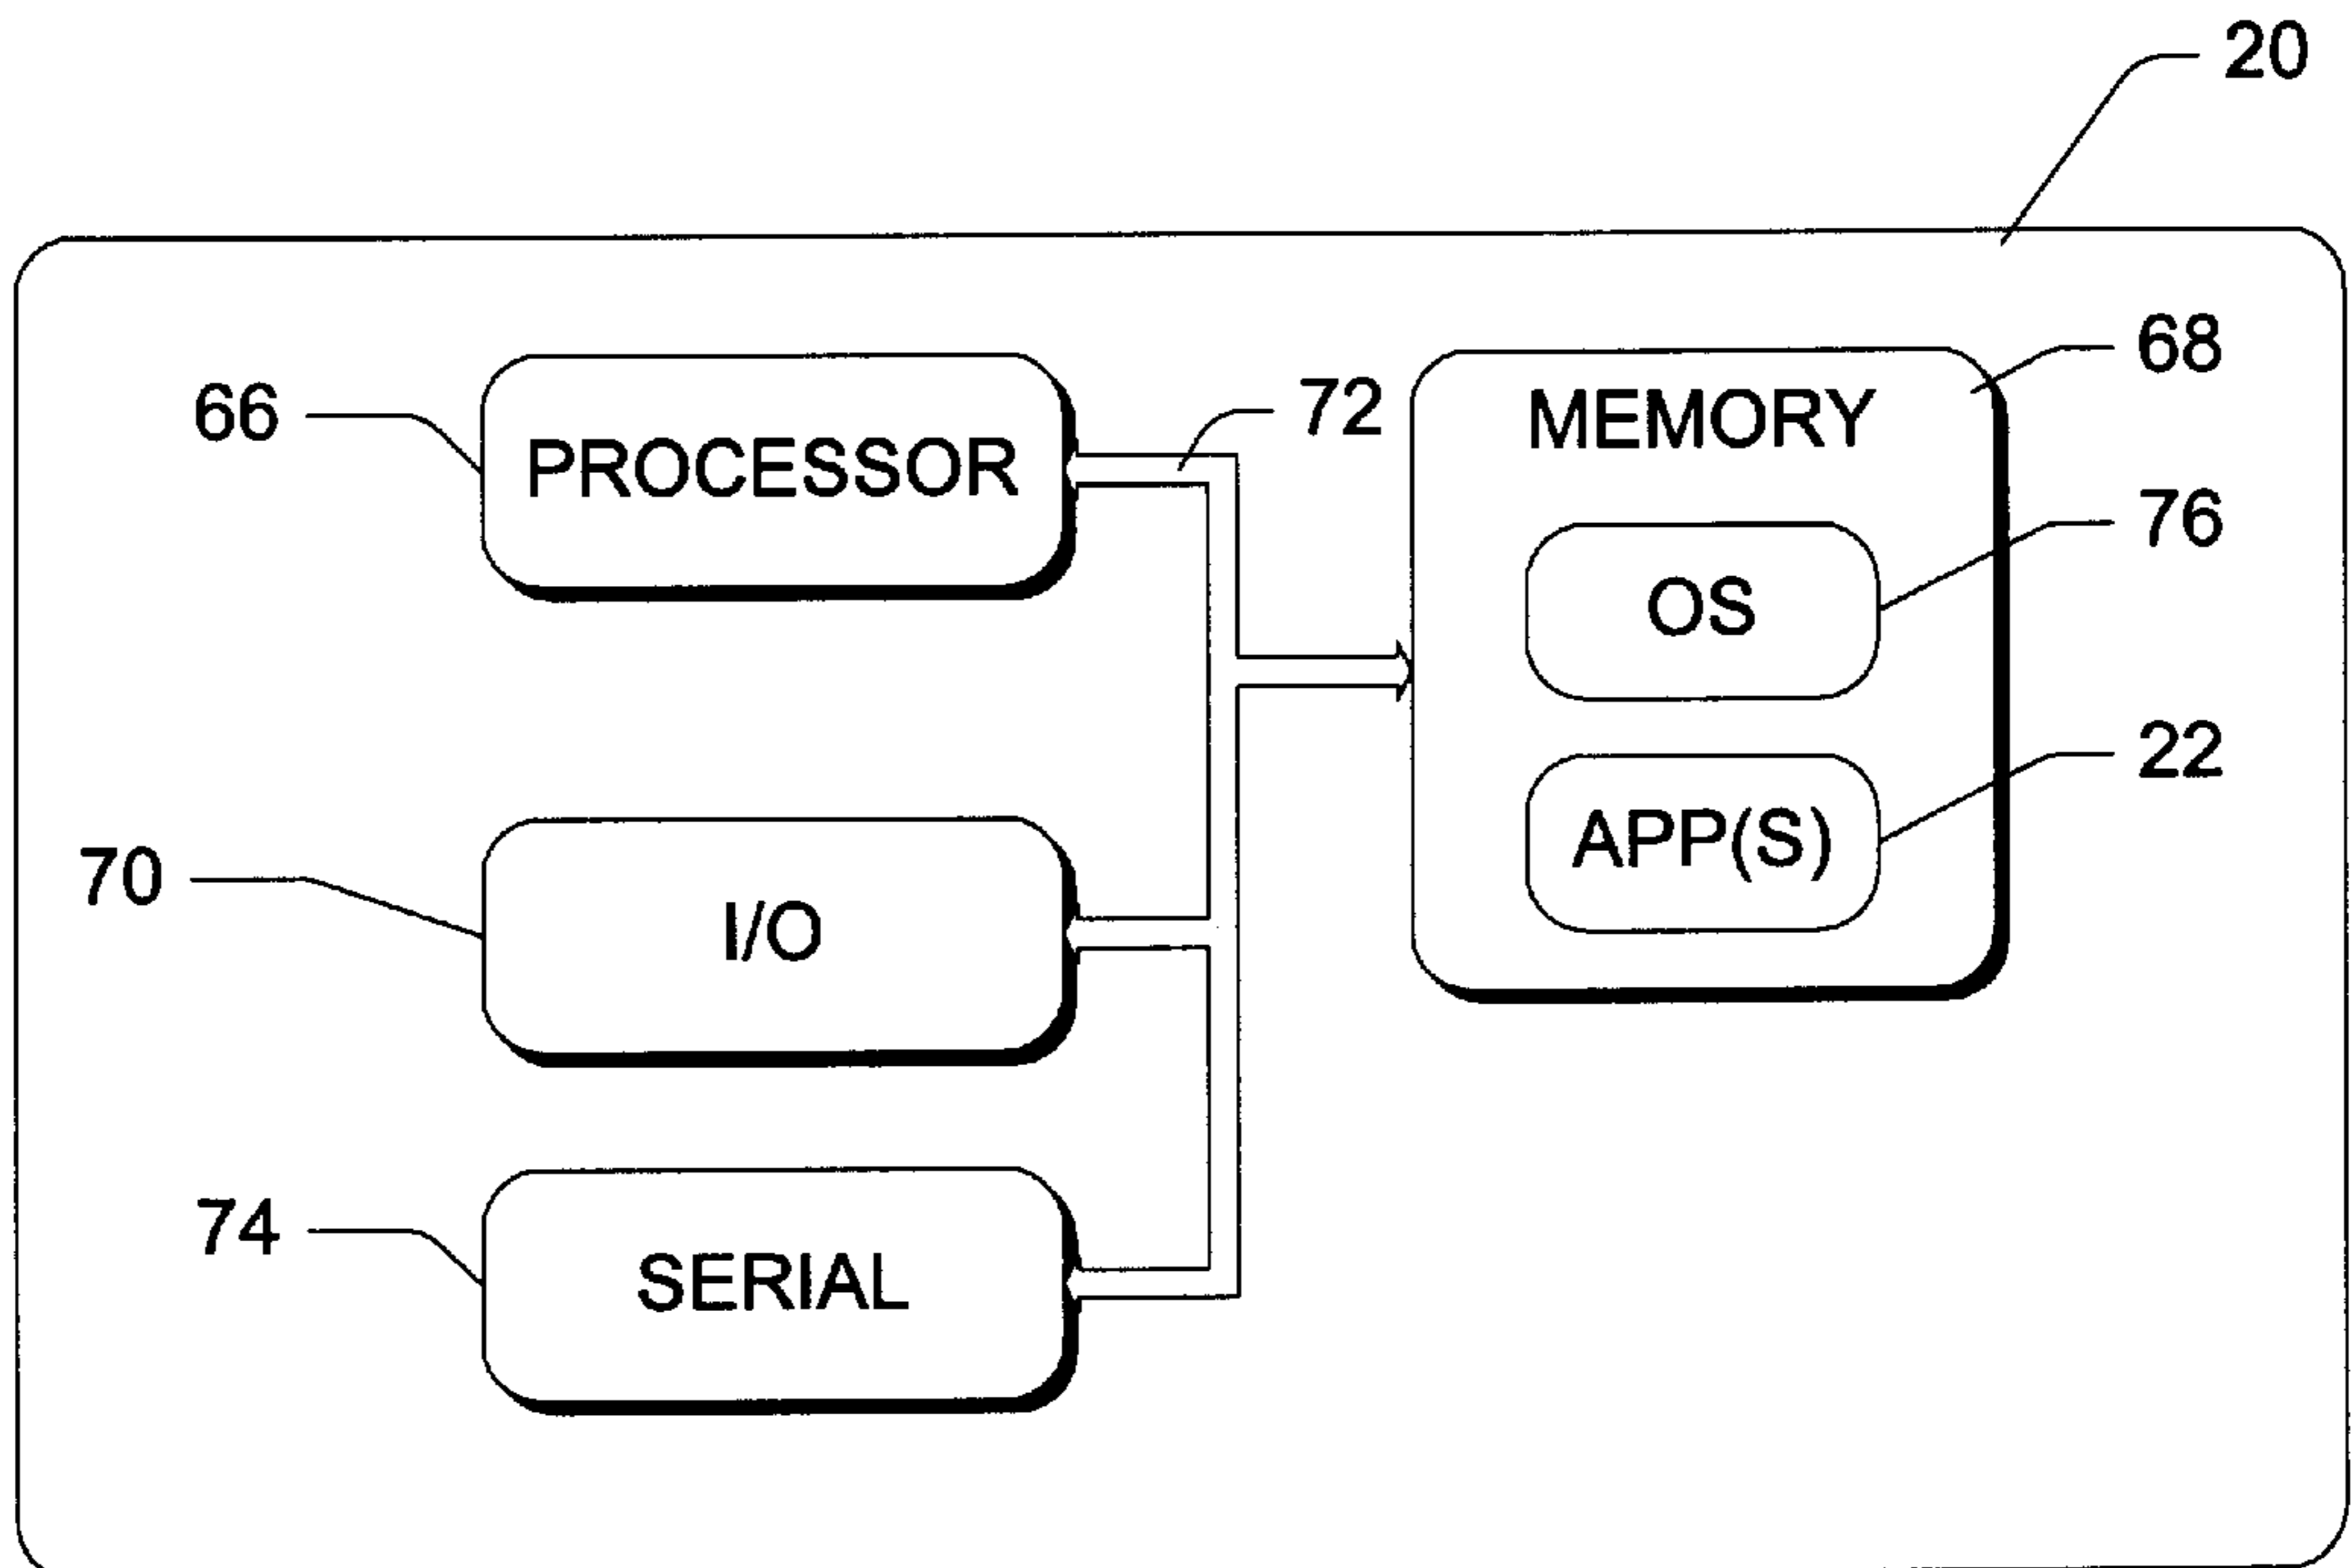 20
68
66
72
MEMORY
PROCESSOR
76
OS
22
APP(S)
70
I/O
74
SERIAL